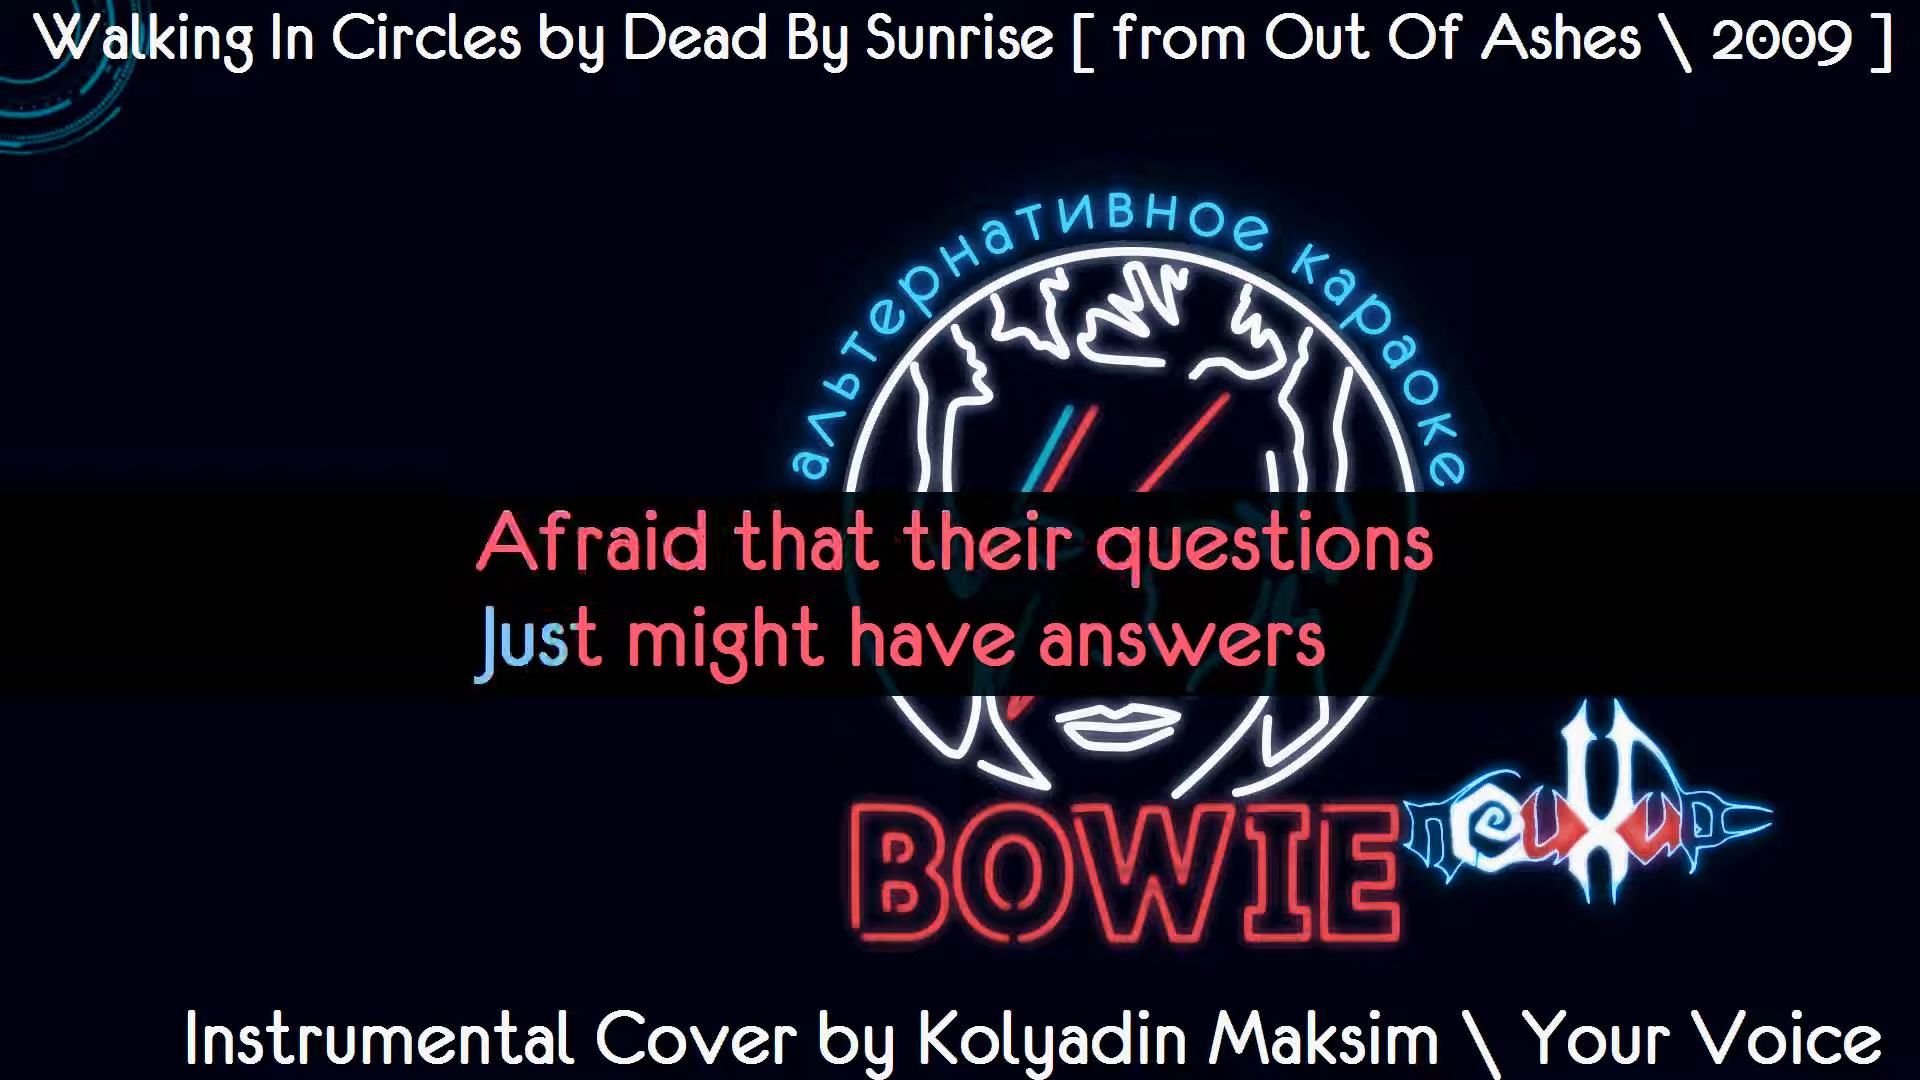 Walking In Circles by Dead By Sunrise [ from Out Of Ashes \ 2009 ]
альтернативное караоке
Afraid that their questions
Just might have answers
BOWIE
пейХиР
Instrumental Cover by Kolyadin Maksim \ Your Voice